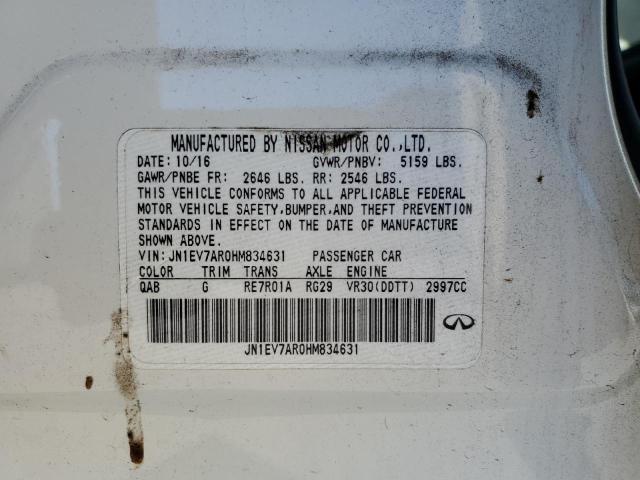 MANUFACTURED BY NISSAN MOTOR CO.,LTD.
DATE: 10/16 GVWR/PNBV: 5159 LBS.
GAWR/PNBE FR: 2646 LBS. RR: 2546 LBS.
THIS VEHICLE CONFORMS TO ALL APPLICABLE FEDERAL
MOTOR VEHICLE SAFETY,BUMPER,AND THEFT PREVENTION
STANDARDS IN EFFECT ON THE DATE OF MANUFACTURE
SHOWN ABOVE.
VIN: JN1EV7AR0HM834631 PASSENGER CAR
COLOR TRIM TRANS AXLE ENGINE
QAB G RE7R01A RG29 VR30(DDTT) 2997CC
JN1EV7AR0HM834631